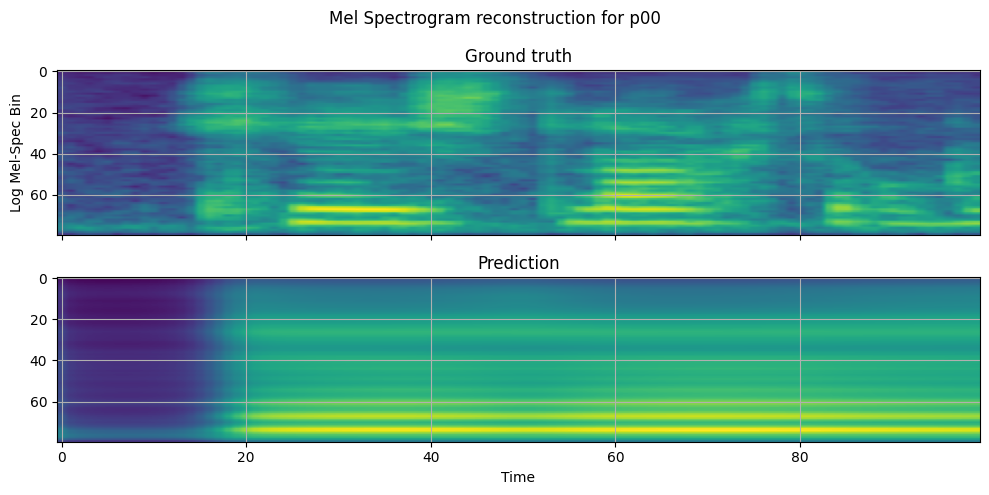 Mel Spectrogram reconstruction for p00
Ground truth
0
20
40
60
Log Mel-Spec Bin
Prediction
0
20
40
60
0 20 40 60 80
Time